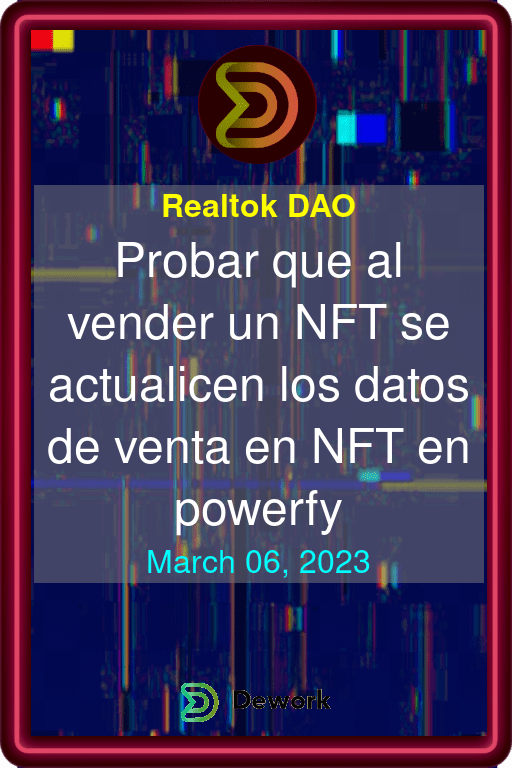 Realtok DAO
Probar que al
vender un NFT se
actualicen los datos
de venta en NFT en
powerfy
March 06, 2023
Dework